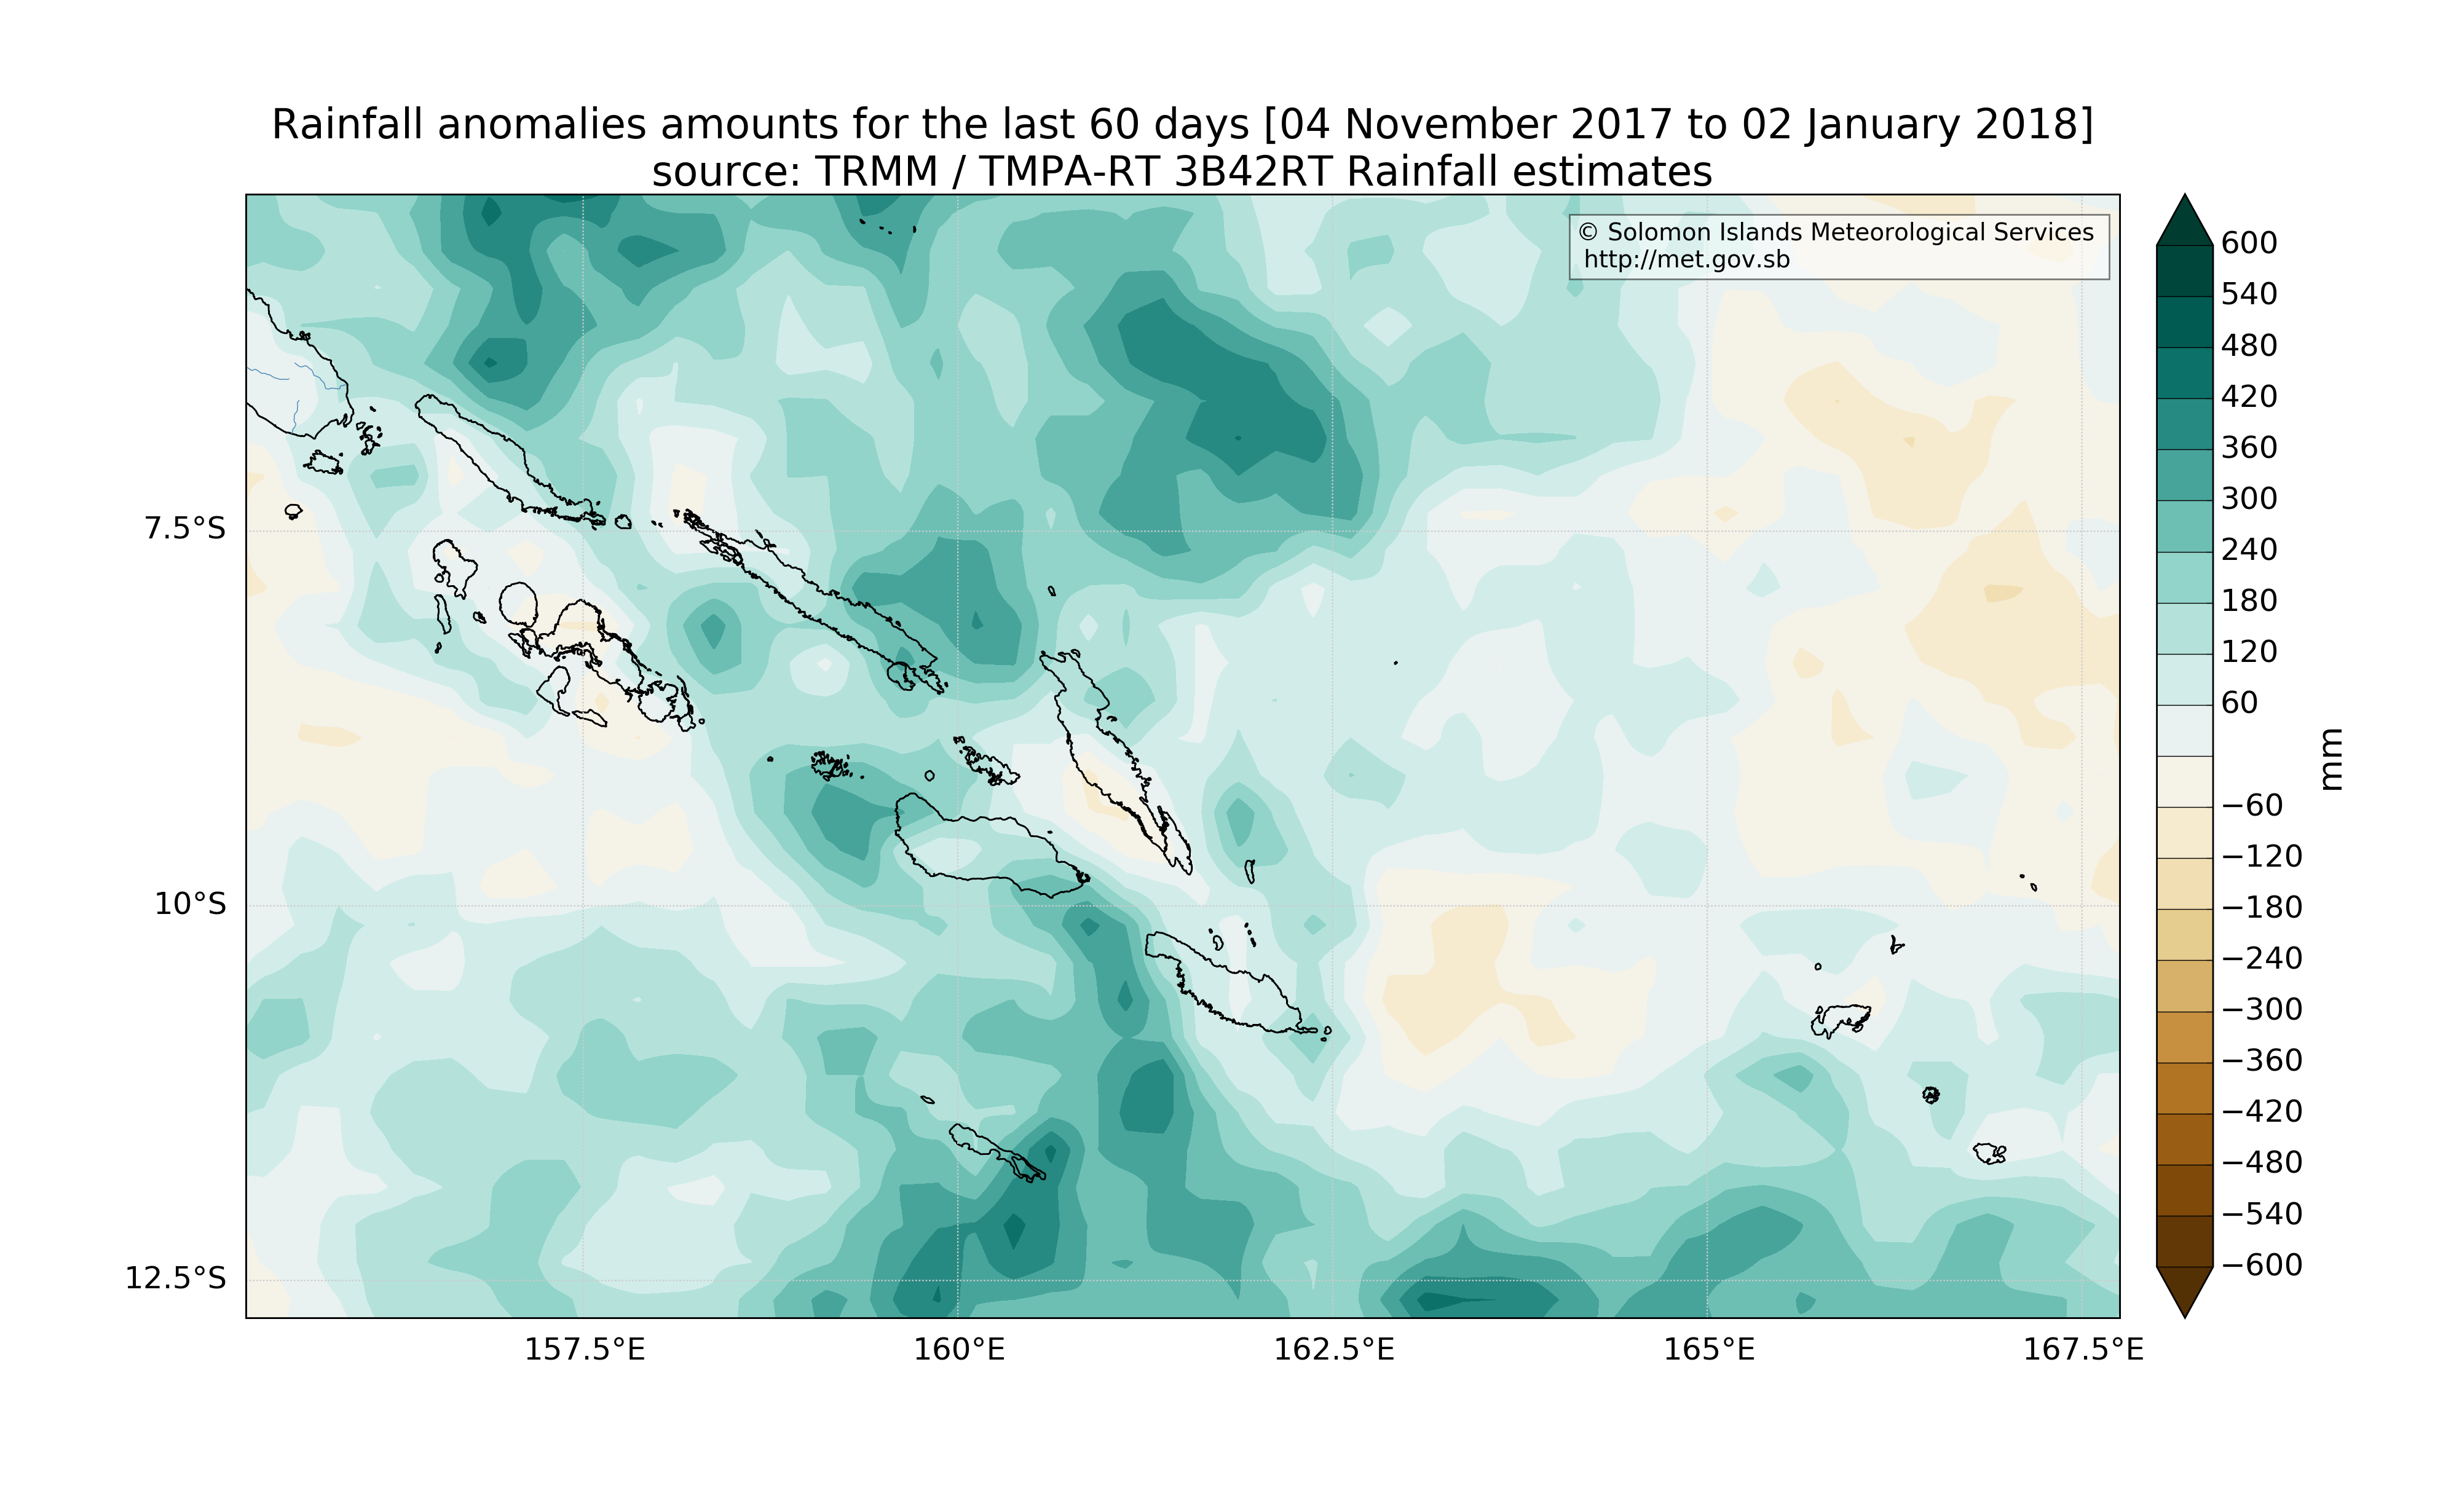 Rainfall anomalies amounts for the last 60 days [04 November 2017 to 02 January 2018]
source: TRMM / TMPA-RT 3B42RT Rainfall estimates
© Solomon Islands Meteorological Services
http://met.gov.sb
7.5°S
10°S
12.5°S
157.5°E
160°E
162.5°E
165°E
167.5°E
600
540
480
420
360
300
240
180
120
60
−60
−120
−180
−240
−300
−360
−420
−480
−540
−600
mm